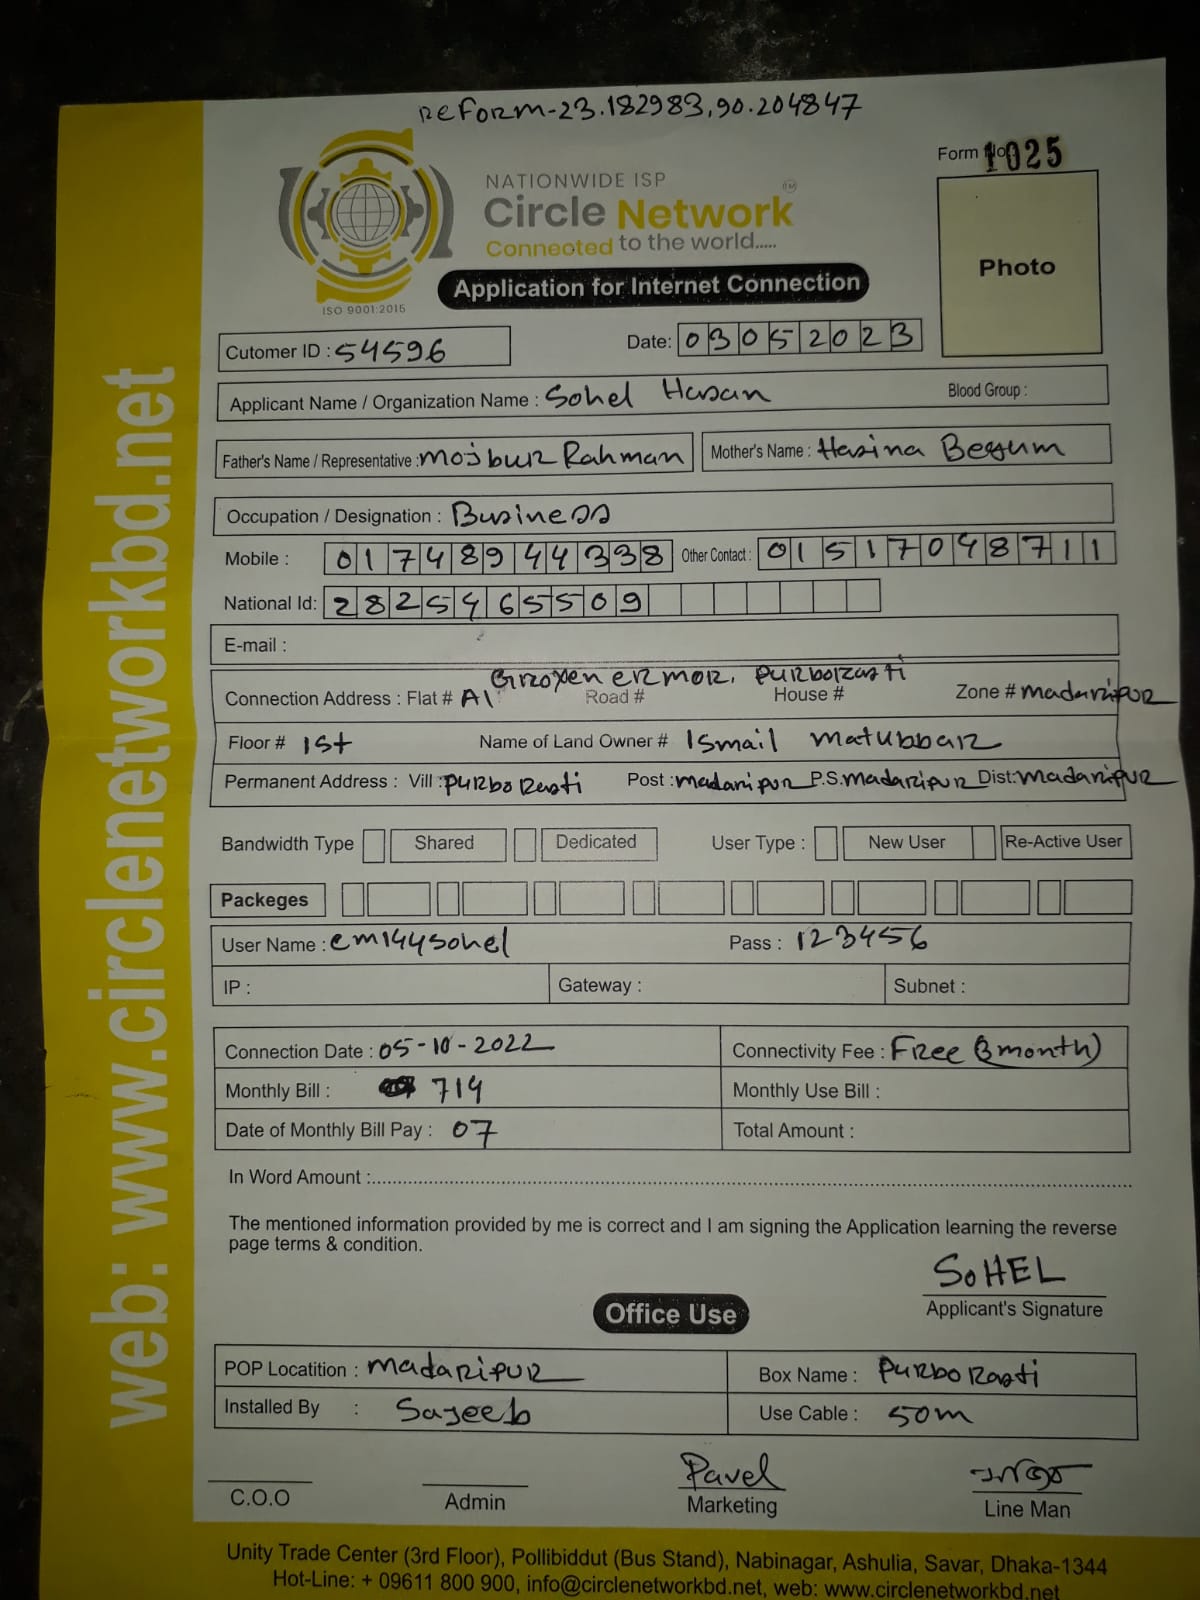 ReForm-23.182983,90.204847
Form No 1025
NATIONWIDE ISP
Circle Network TM
Connected to the world.....
ISO 9001:2015
Application for Internet Connection
Photo
Cutomer ID : 54596
Date: 03052023
Applicant Name / Organization Name : Sohel Hasan Blood Group :
Father's Name / Representative : Mojbur Rahman Mother's Name : Hasina Begum
Occupation / Designation : Business
Mobile : 01748944338 Other Contact : 01517048711
National Id: 2825465509
E-mail :
PurboRasti
Connection Address : Flat # A1 Road # House # Zone # Madaripur
Floor # 1st Name of Land Owner # Ismail Matubbar
Permanent Address : Vill : PurboRasti Post : Madaripur P.S. Madaripur Dist: Madaripur
Bandwidth Type Shared Dedicated User Type : New User Re-Active User
Packeges
User Name : em144sohel Pass : 123456
IP : Gateway : Subnet :
Connection Date : 05-10-2022 Connectivity Fee : Free (3month)
Monthly Bill : 714 Monthly Use Bill :
Date of Monthly Bill Pay : 07 Total Amount :
In Word Amount :
The mentioned information provided by me is correct and I am signing the Application learning the reverse
page terms & condition.
SOHEL
Applicant's Signature
Office Use
POP Locatition : Madaripur Box Name : PurboRasti
Installed By : Sajeeb Use Cable : 50m
Pavel
C.O.O Admin Marketing Line Man
Unity Trade Center (3rd Floor), Pollibiddut (Bus Stand), Nabinagar, Ashulia, Savar, Dhaka-1344
Hot-Line: + 09611 800 900, info@circlenetworkbd.net, web: www.circlenetworkbd.net
web: www.circlenetworkbd.net